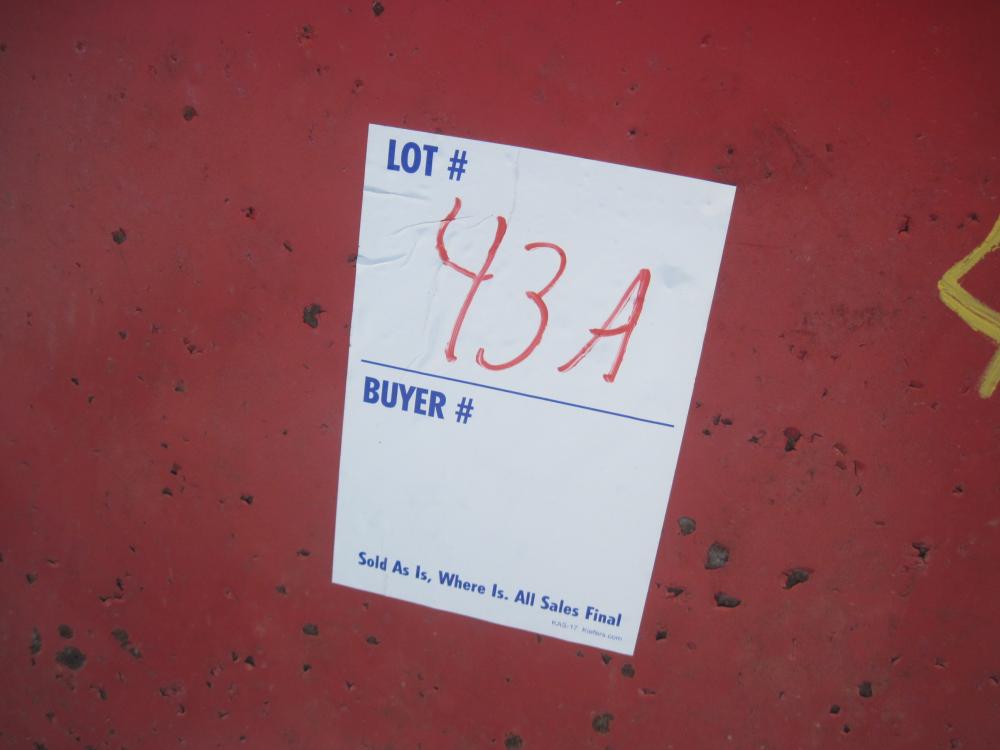 LOT #
43A
BUYER #
Sold As Is, Where Is. All Sales Final
KAS-17 Kiefers.com